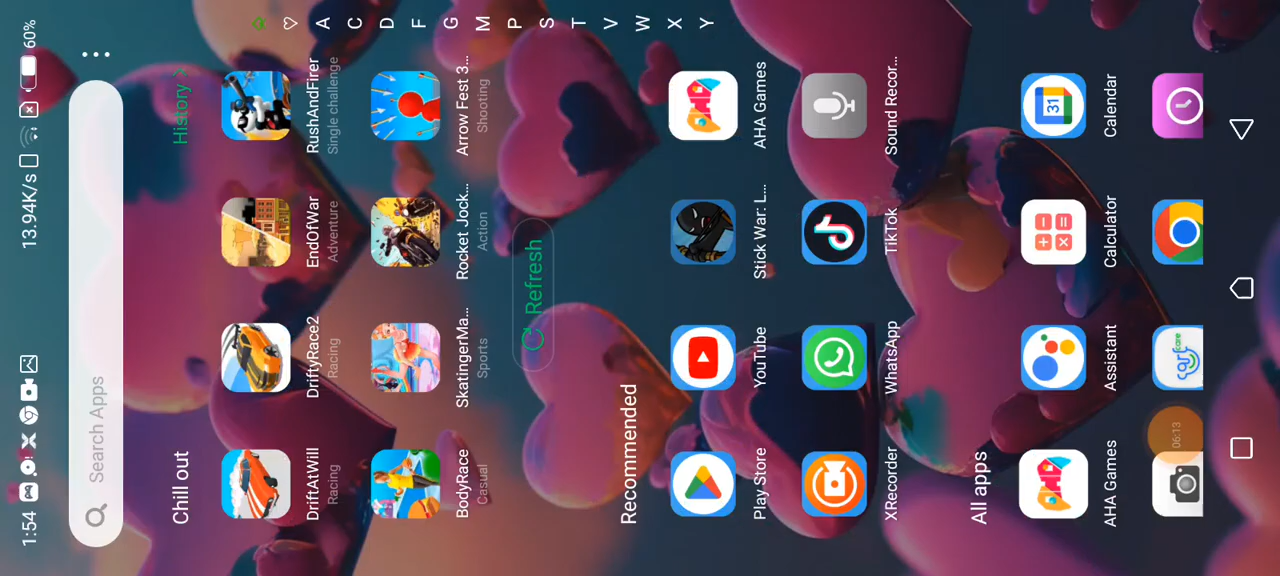 1:54
13.94K/s
60%
Search Apps
Chill out
History
DriftAtWill
DriftyRace2
EndOfWar
RushAndFirer
Racing
Racing
Adventure
Single challenge
BodyRace
SkatingerMa...
Rocket Jock...
Arrow Fest 3...
Casual
Sports
Action
Shooting
Refresh
Recommended
Play Store
YouTube
Stick War: L...
AHA Games
XRecorder
WhatsApp
TikTok
Sound Recor...
All apps
AHA Games
Assistant
Calculator
Calendar
31
06:13
care
A
C
D
F
G
M
P
S
T
V
W
X
Y